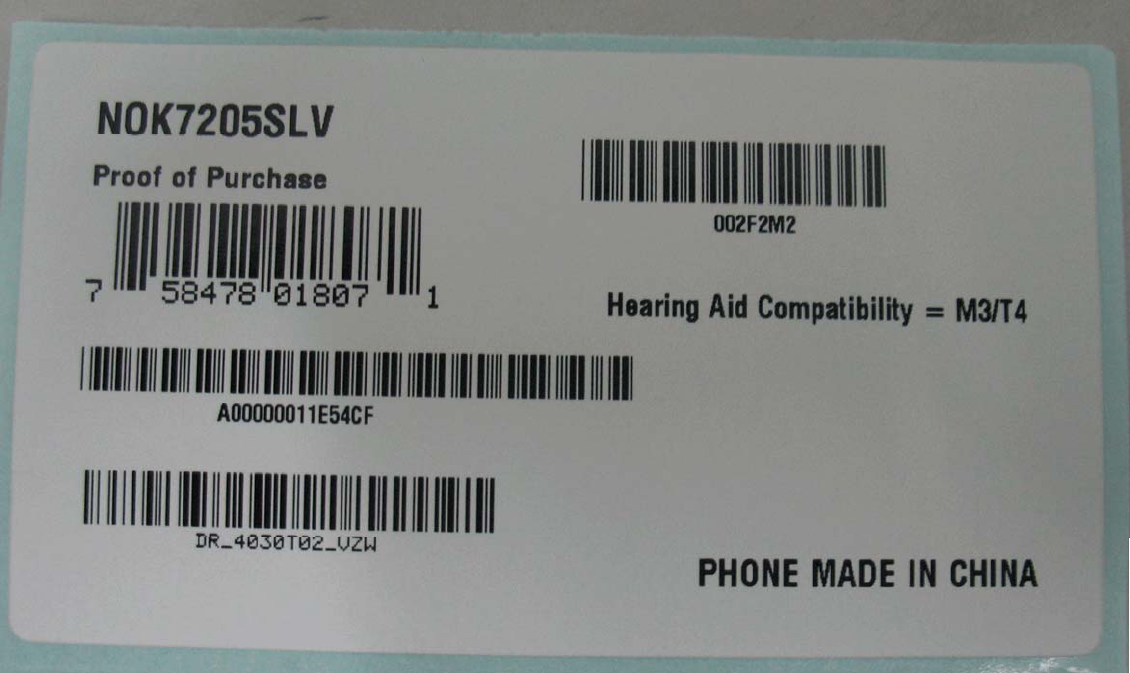 NOK7205SLV
Proof of Purchase
7 58478 01807 1
002F2M2
Hearing Aid Compatibility = M3/T4
A00000011E54CF
DR_4030T02_VZW
PHONE MADE IN CHINA